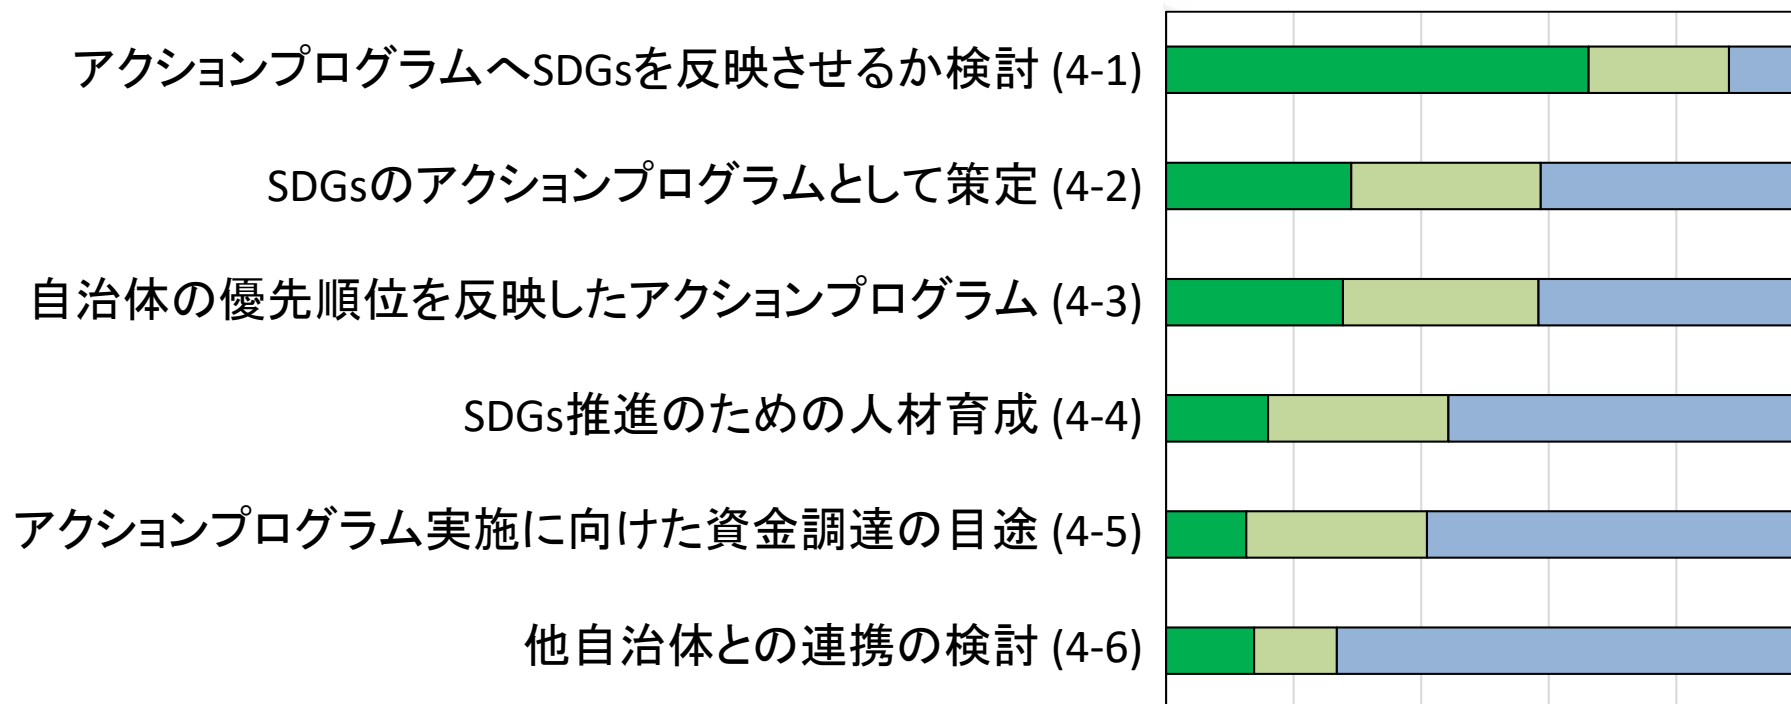 アクションプログラムへSDGsを反映させるか検討 (4-1)
SDGsのアクションプログラムとして策定 (4-2)
自治体の優先順位を反映したアクションプログラム (4-3)
SDGs推進のための人材育成 (4-4)
アクションプログラム実施に向けた資金調達の目途 (4-5)
他自治体との連携の検討 (4-6)